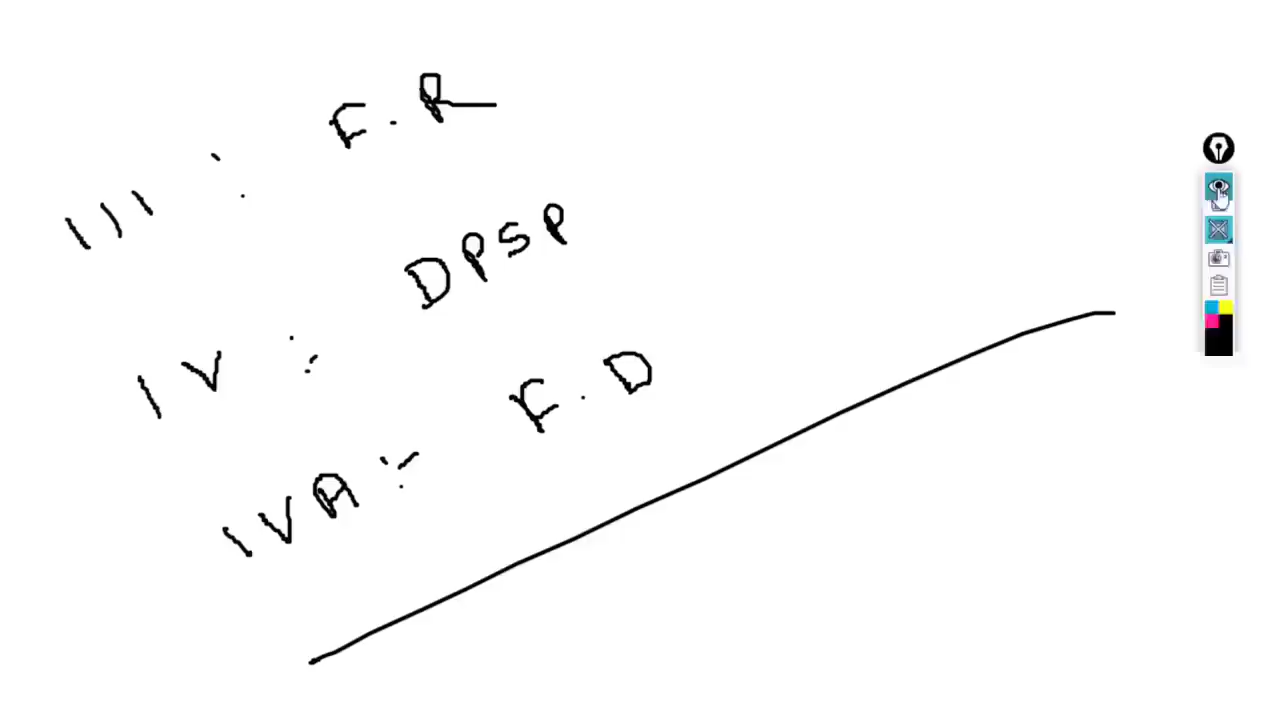 III : F.R
IV :- DPSP
IVA :- F.D